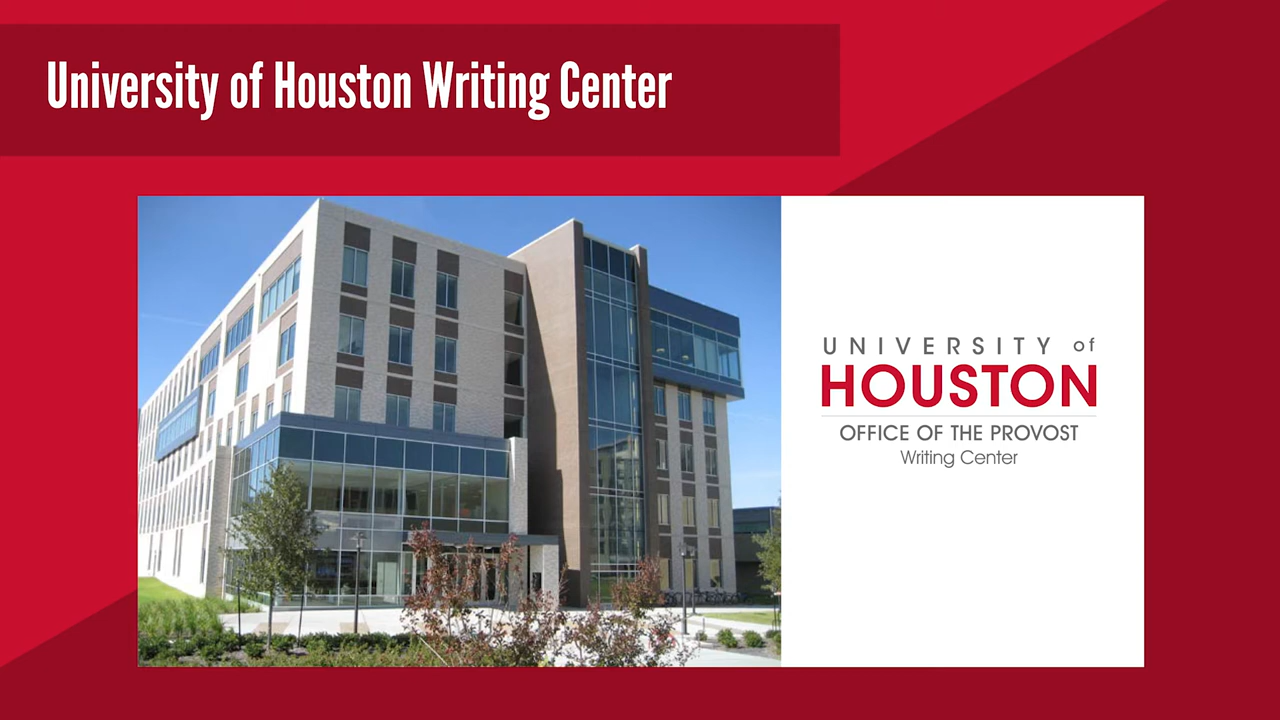 University of Houston Writing Center
UNIVERSITY of
HOUSTON
OFFICE OF THE PROVOST
Writing Center